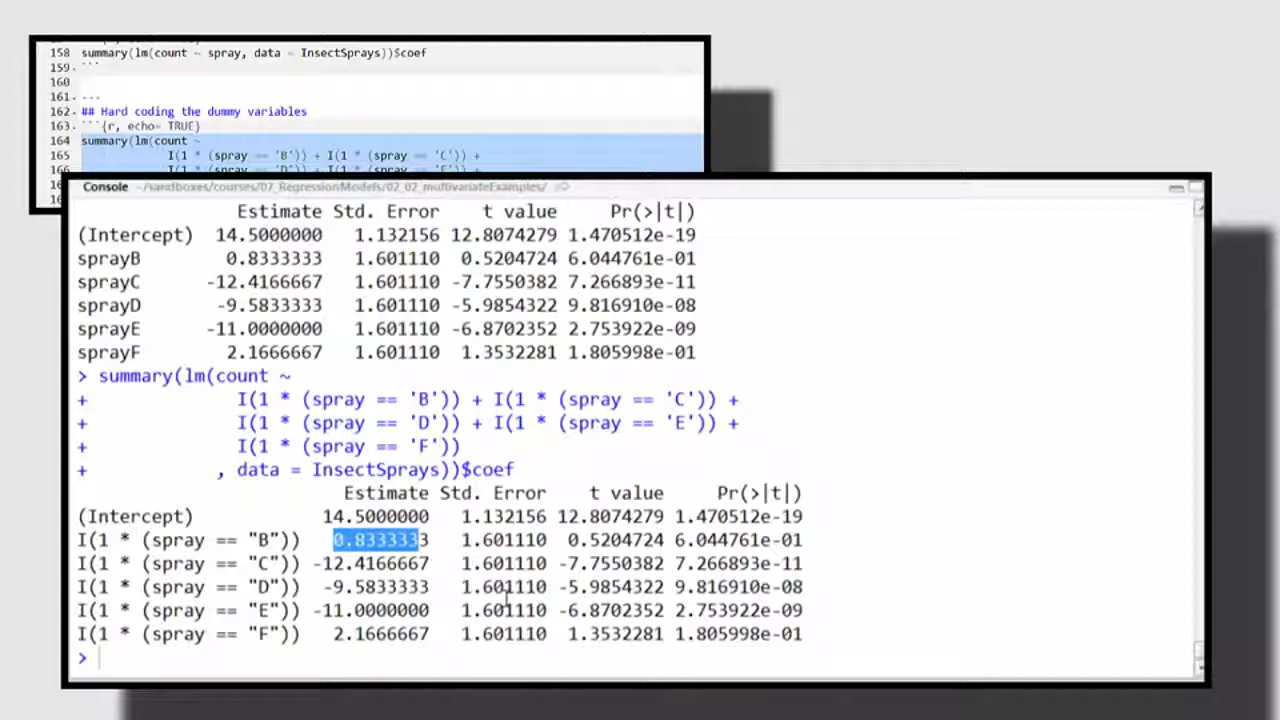 158 summary(lm(count ~ spray, data = InsectSprays))$coef
159 ```
160
161 ---
162 ## Hard coding the dummy variables
163 ```{r, echo= TRUE}
164 summary(lm(count ~
165 I(1 * (spray == 'B')) + I(1 * (spray == 'C')) +
166 I(1 * (spray == 'D')) + I(1 * (spray == 'E')) +
Console ~/sandboxes/courses/07_RegressionModels/02_02_multivariateExamples/
Estimate Std. Error t value Pr(>|t|)
(Intercept) 14.5000000 1.132156 12.8074279 1.470512e-19
sprayB 0.8333333 1.601110 0.5204724 6.044761e-01
sprayC -12.4166667 1.601110 -7.7550382 7.266893e-11
sprayD -9.5833333 1.601110 -5.9854322 9.816910e-08
sprayE -11.0000000 1.601110 -6.8702352 2.753922e-09
sprayF 2.1666667 1.601110 1.3532281 1.805998e-01
> summary(lm(count ~
+ I(1 * (spray == 'B')) + I(1 * (spray == 'C')) +
+ I(1 * (spray == 'D')) + I(1 * (spray == 'E')) +
+ I(1 * (spray == 'F'))
+ , data = InsectSprays))$coef
Estimate Std. Error t value Pr(>|t|)
(Intercept) 14.5000000 1.132156 12.8074279 1.470512e-19
I(1 * (spray == "B")) 0.8333333 1.601110 0.5204724 6.044761e-01
I(1 * (spray == "C")) -12.4166667 1.601110 -7.7550382 7.266893e-11
I(1 * (spray == "D")) -9.5833333 1.601110 -5.9854322 9.816910e-08
I(1 * (spray == "E")) -11.0000000 1.601110 -6.8702352 2.753922e-09
I(1 * (spray == "F")) 2.1666667 1.601110 1.3532281 1.805998e-01
>